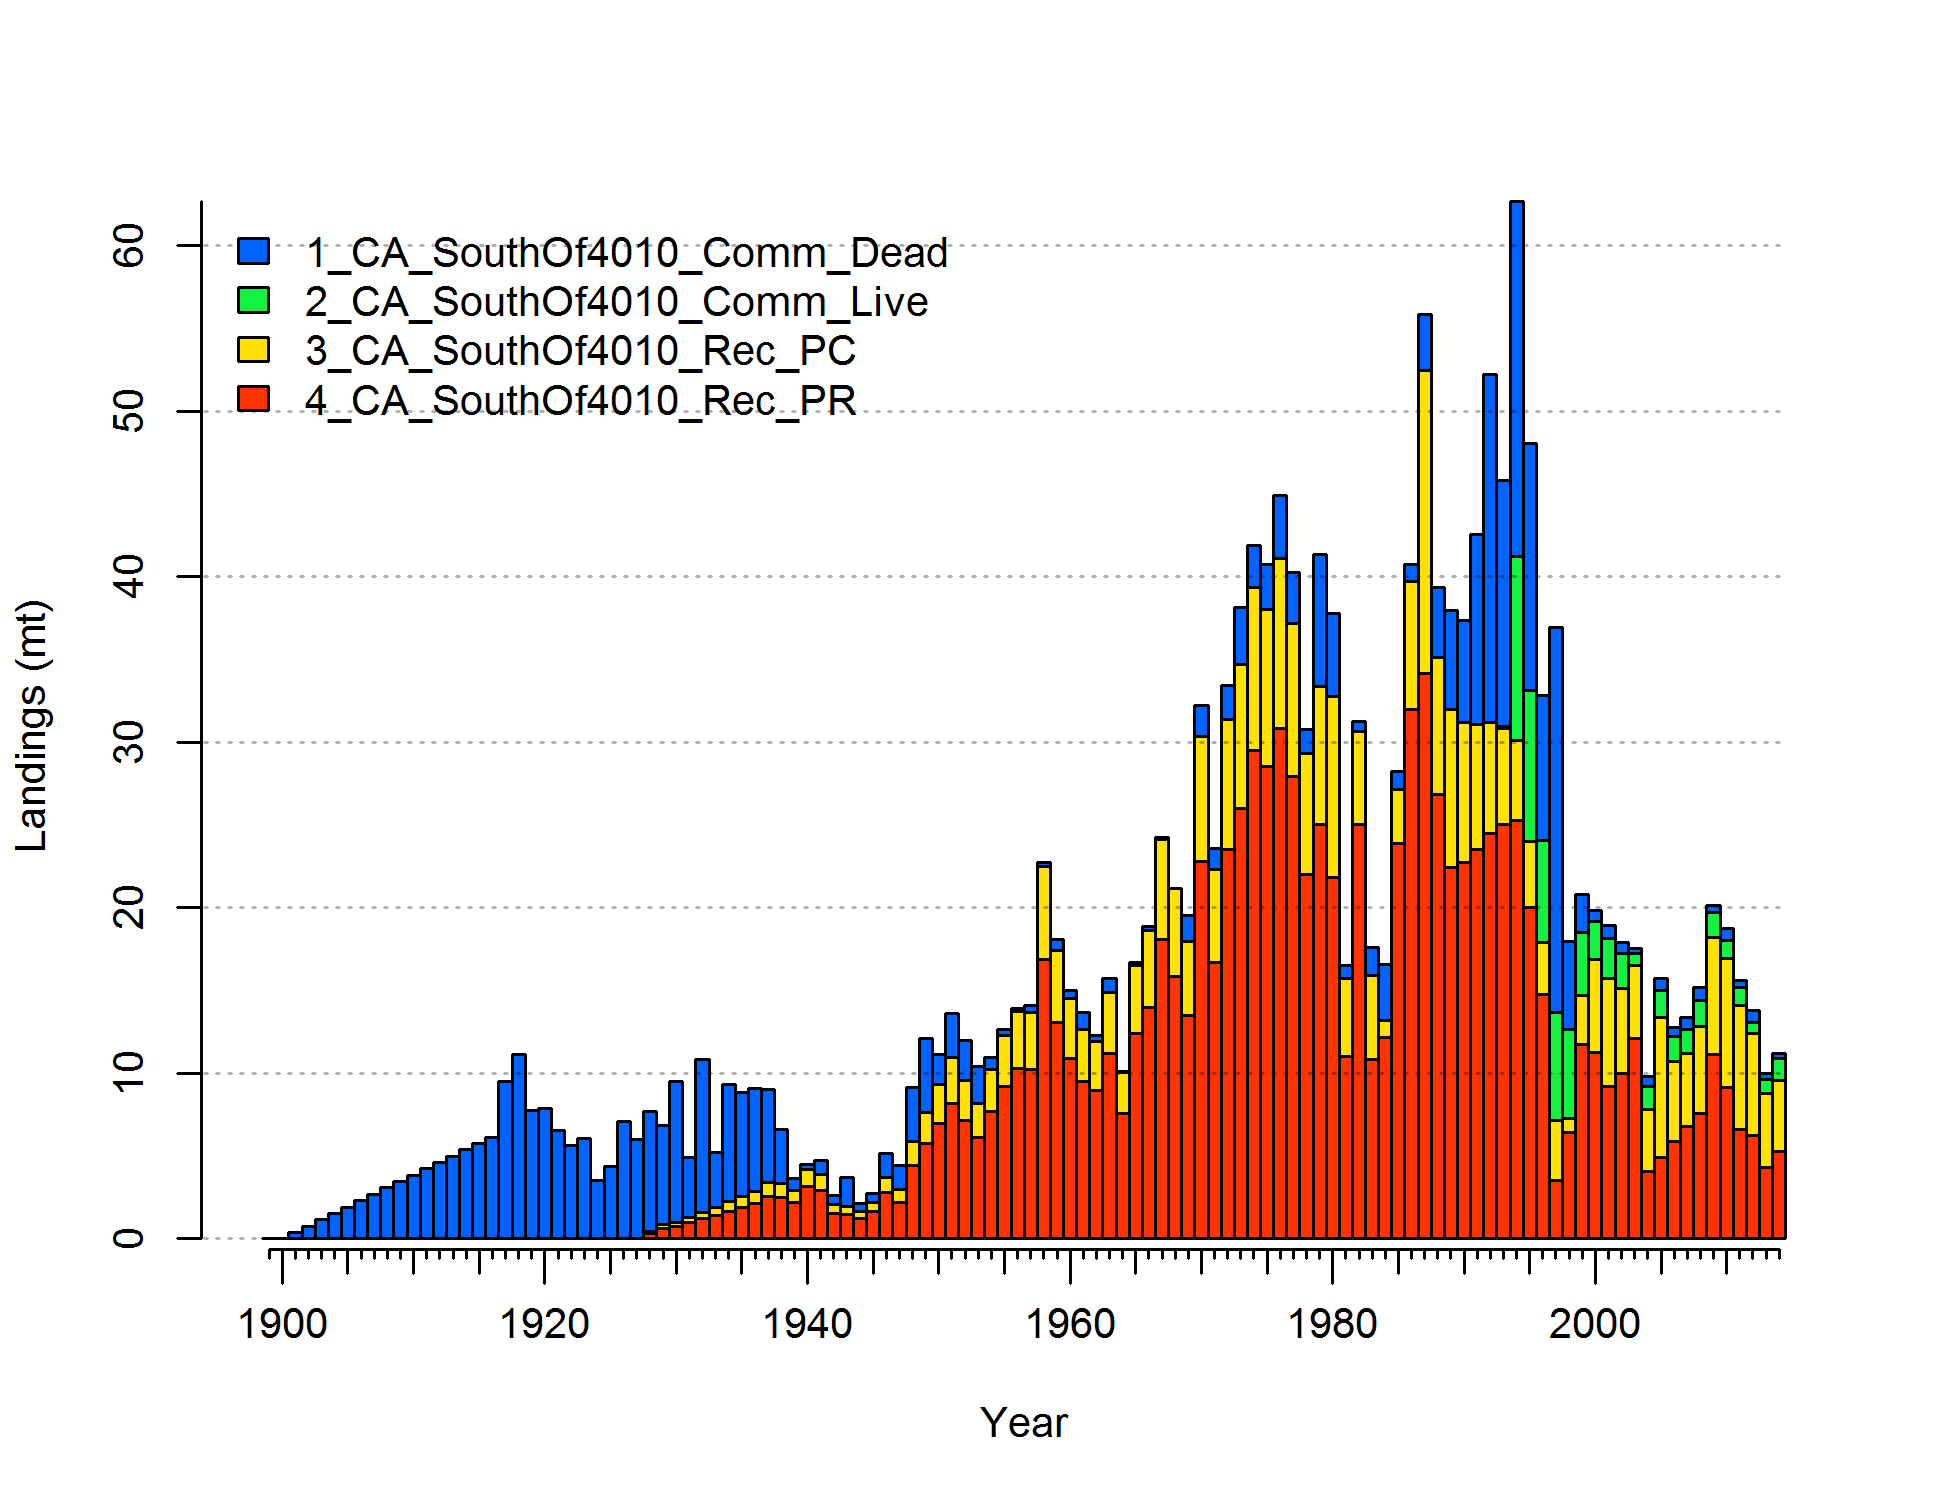 60
50
40
30
20
10
0
Landings (mt)
1_CA_SouthOf4010_Comm_Dead
2_CA_SouthOf4010_Comm_Live
3_CA_SouthOf4010_Rec_PC
4_CA_SouthOf4010_Rec_PR
1900 1920 1940 1960 1980 2000
Year